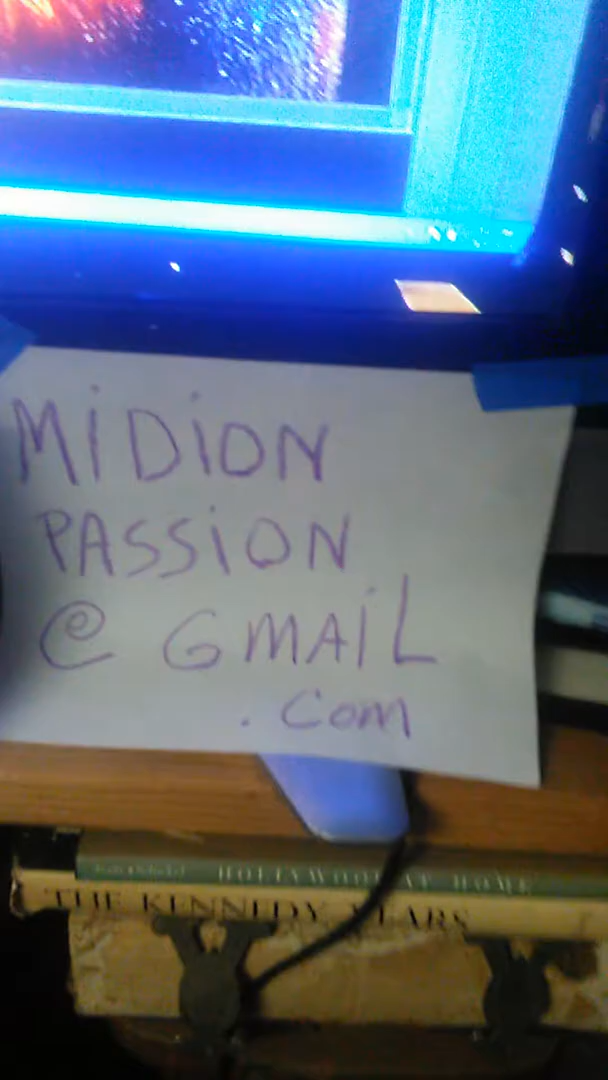 MiDiON
PASSiON
@ GMAiL
.Com
HOLLYWOOD AT HOME
THE KENNEDY YEARS